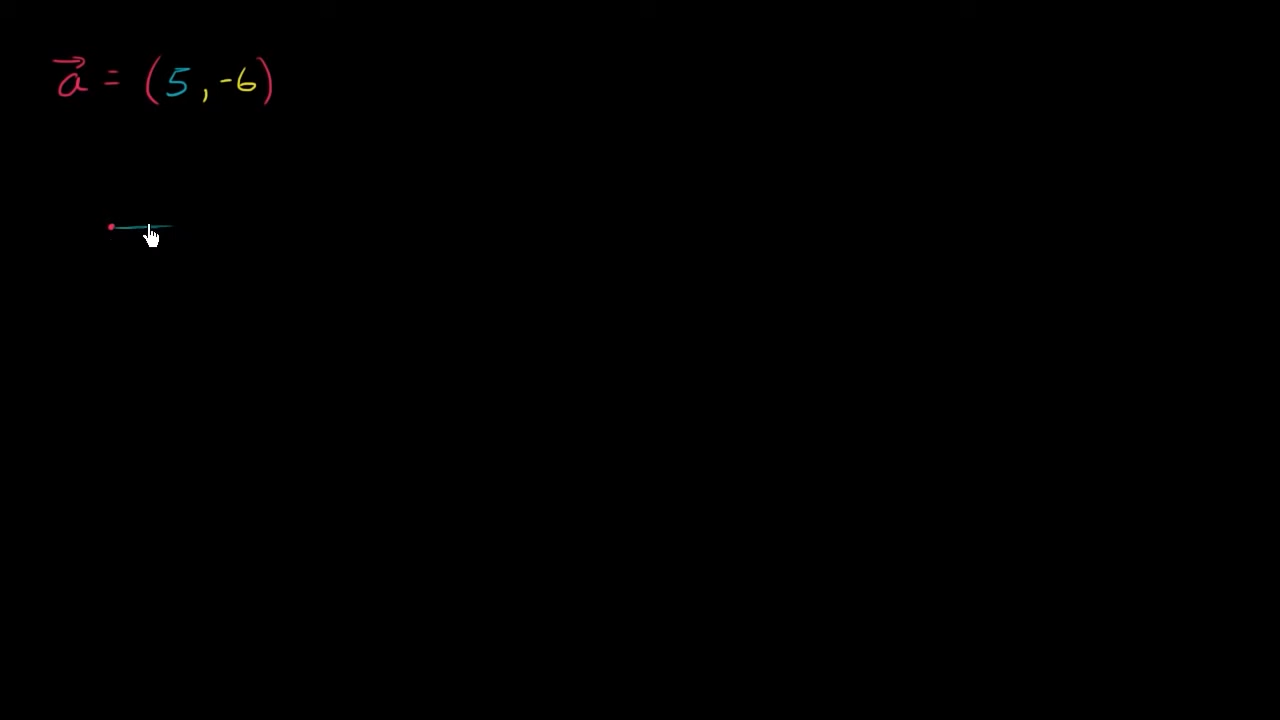 a⃗ = (5, -6)